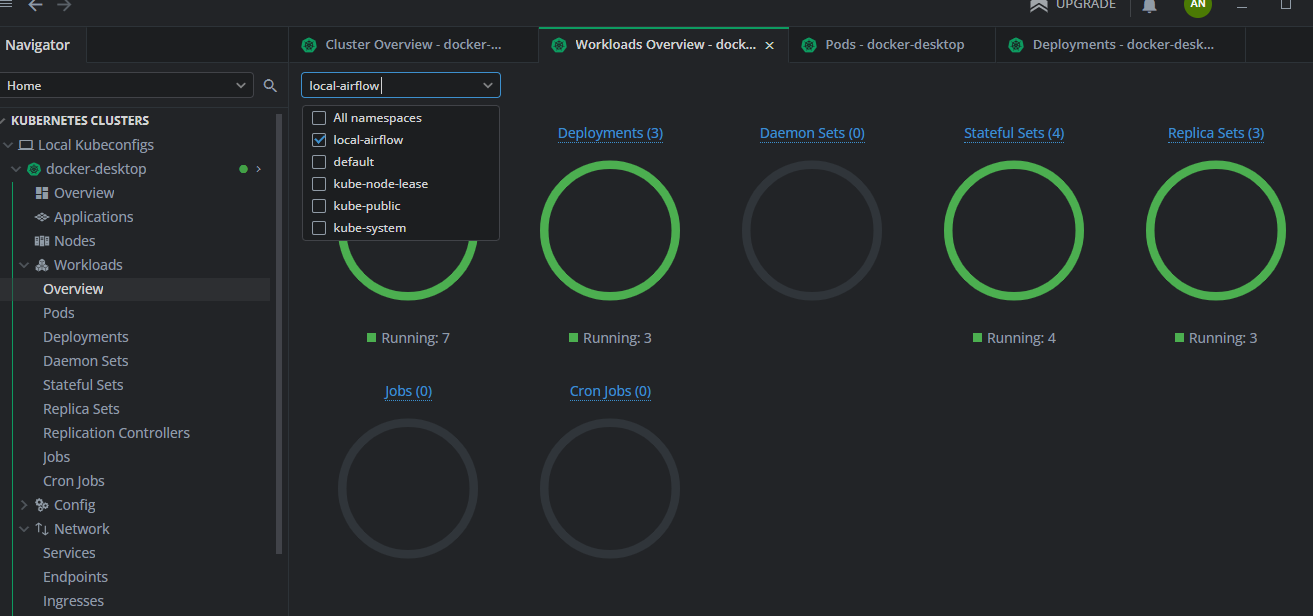 UPGRADE
AN
Navigator
Cluster Overview - docker-...
Workloads Overview - dock...
Pods - docker-desktop
Deployments - docker-desk...
Home
local-airflow
KUBERNETES CLUSTERS
Local Kubeconfigs
docker-desktop
Overview
Applications
Nodes
Workloads
Overview
Pods
Deployments
Daemon Sets
Stateful Sets
Replica Sets
Replication Controllers
Jobs
Cron Jobs
Config
Network
Services
Endpoints
Ingresses
All namespaces
local-airflow
default
kube-node-lease
kube-public
kube-system
Deployments (3)
Daemon Sets (0)
Stateful Sets (4)
Replica Sets (3)
Running: 7
Running: 3
Running: 4
Running: 3
Jobs (0)
Cron Jobs (0)